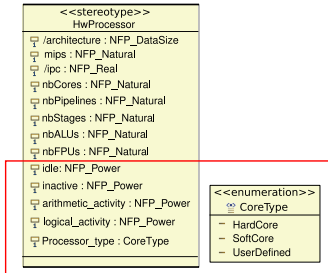 <<stereotype>>
HwProcessor
/architecture : NFP_DataSize
mips : NFP_Natural
/ipc : NFP_Real
nbCores : NFP_Natural
nbPipelines : NFP_Natural
nbStages : NFP_Natural
nbALUs : NFP_Natural
nbFPUs : NFP_Natural
idle: NFP_Power
inactive : NFP_Power
arithmetic_activity : NFP_Power
logical_activity : NFP_Power
Processor_type : CoreType
<<enumeration>>
CoreType
HardCore
SoftCore
UserDefined